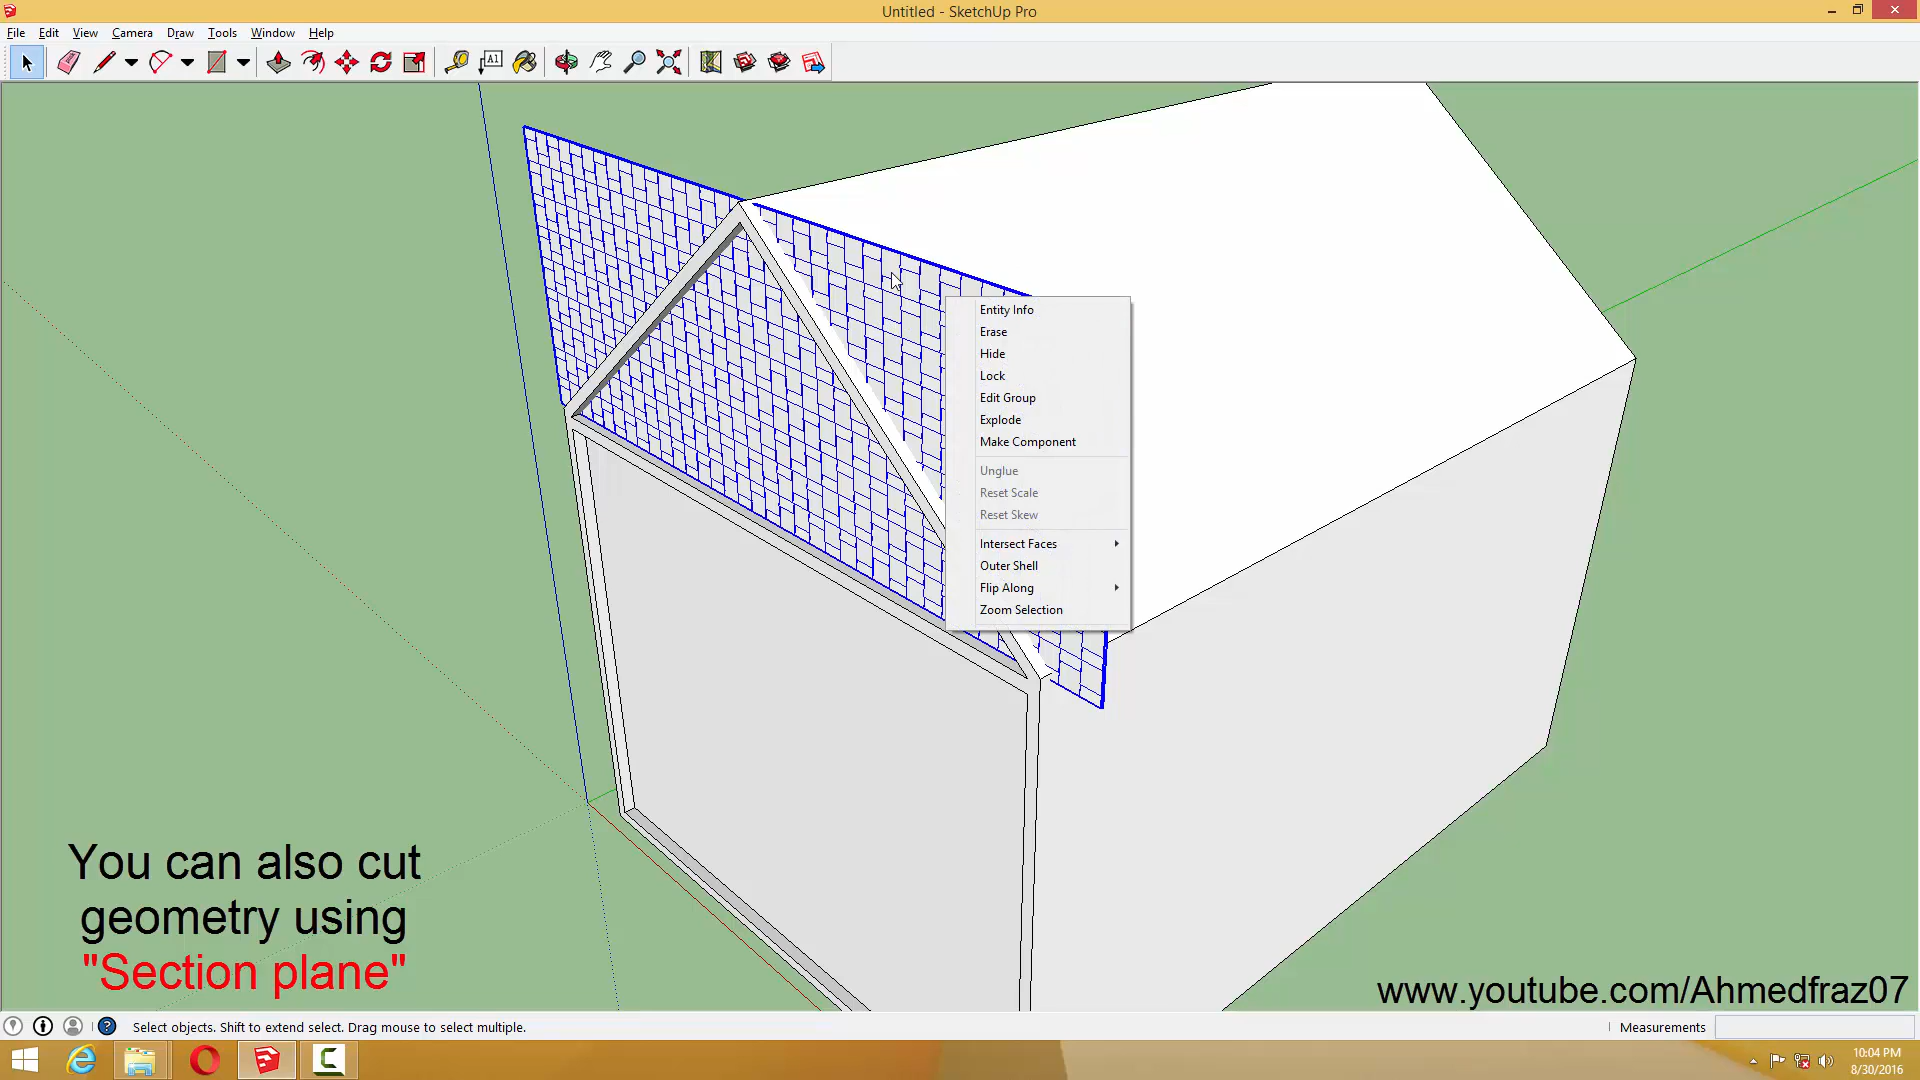 Untitled - SketchUp Pro
File Edit View Camera Draw Tools Window Help
A1
Entity Info
Erase
Hide
Lock
Edit Group
Explode
Make Component
Unglue
Reset Scale
Reset Skew
Intersect Faces
Outer Shell
Flip Along
Zoom Selection
You can also cut
geometry using
"Section plane"
www.youtube.com/Ahmedfraz07
Select objects. Shift to extend select. Drag mouse to select multiple.
Measurements
10:04 PM
8/30/2016